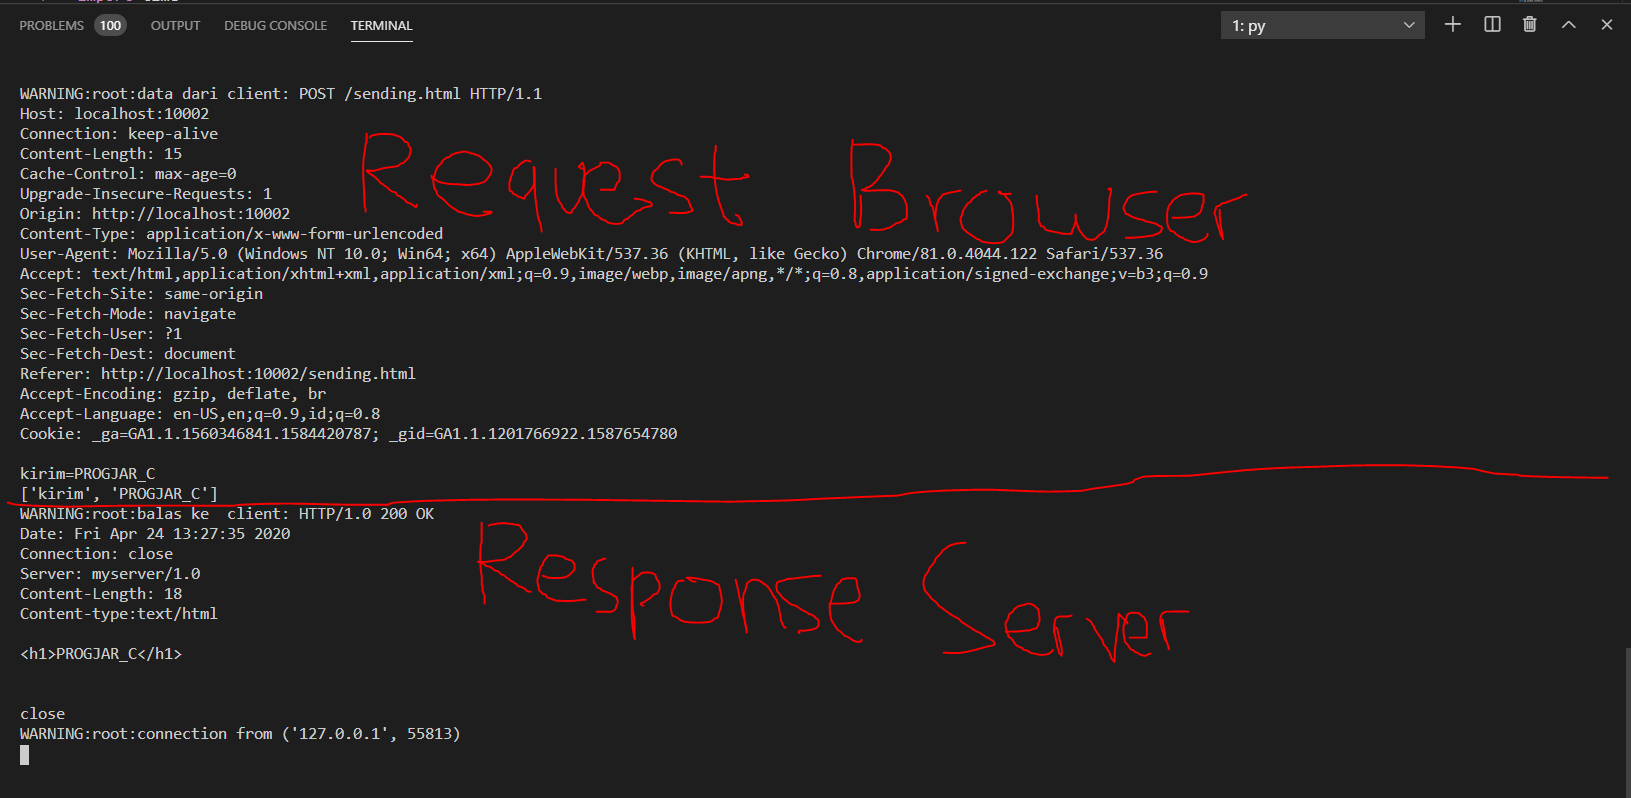 PROBLEMS 100 OUTPUT DEBUG CONSOLE TERMINAL 1: py
WARNING:root:data dari client: POST /sending.html HTTP/1.1
Host: localhost:10002
Connection: keep-alive
Content-Length: 15
Cache-Control: max-age=0
Upgrade-Insecure-Requests: 1
Request Browser
Origin: http://localhost:10002
Content-Type: application/x-www-form-urlencoded
User-Agent: Mozilla/5.0 (Windows NT 10.0; Win64; x64) AppleWebKit/537.36 (KHTML, like Gecko) Chrome/81.0.4044.122 Safari/537.36
Accept: text/html,application/xhtml+xml,application/xml;q=0.9,image/webp,image/apng,*/*;q=0.8,application/signed-exchange;v=b3;q=0.9
Sec-Fetch-Site: same-origin
Sec-Fetch-Mode: navigate
Sec-Fetch-User: ?1
Sec-Fetch-Dest: document
Referer: http://localhost:10002/sending.html
Accept-Encoding: gzip, deflate, br
Accept-Language: en-US,en;q=0.9,id;q=0.8
Cookie: _ga=GA1.1.1560346841.1584420787; _gid=GA1.1.1201766922.1587654780
kirim=PROGJAR_C
['kirim', 'PROGJAR_C']
WARNING:root:balas ke  client: HTTP/1.0 200 OK
Date: Fri Apr 24 13:27:35 2020
Connection: close
Server: myserver/1.0
Response Server
Content-Length: 18
Content-type:text/html
<h1>PROGJAR_C</h1>
close
WARNING:root:connection from ('127.0.0.1', 55813)